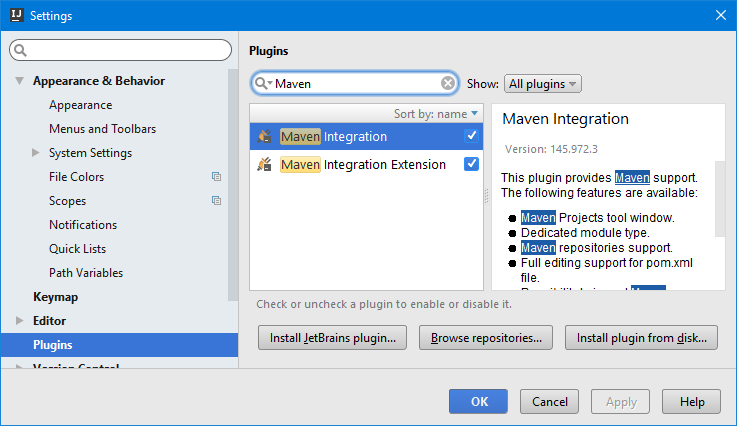 IJ
Settings
Appearance & Behavior
Appearance
Menus and Toolbars
System Settings
File Colors
Scopes
Notifications
Quick Lists
Path Variables
Keymap
Editor
Plugins
Version Control
Plugins
Maven
Show: All plugins
Sort by: name
Maven Integration
Maven Integration Extension
Maven Integration
Version: 145.972.3
This plugin provides Maven support.
The following features are available:
Maven Projects tool window.
Dedicated module type.
Maven repositories support.
Full editing support for pom.xml
file.
Check or uncheck a plugin to enable or disable it.
Install JetBrains plugin...
Browse repositories...
Install plugin from disk...
OK
Cancel
Apply
Help